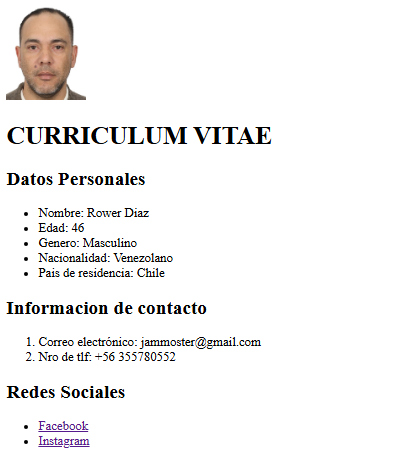 CURRICULUM VITAE
Datos Personales
• Nombre: Rower Diaz
• Edad: 46
• Genero: Masculino
• Nacionalidad: Venezolano
• Pais de residencia: Chile
Informacion de contacto
1. Correo electrónico: jammoster@gmail.com
2. Nro de tlf: +56 355780552
Redes Sociales
• Facebook
• Instagram